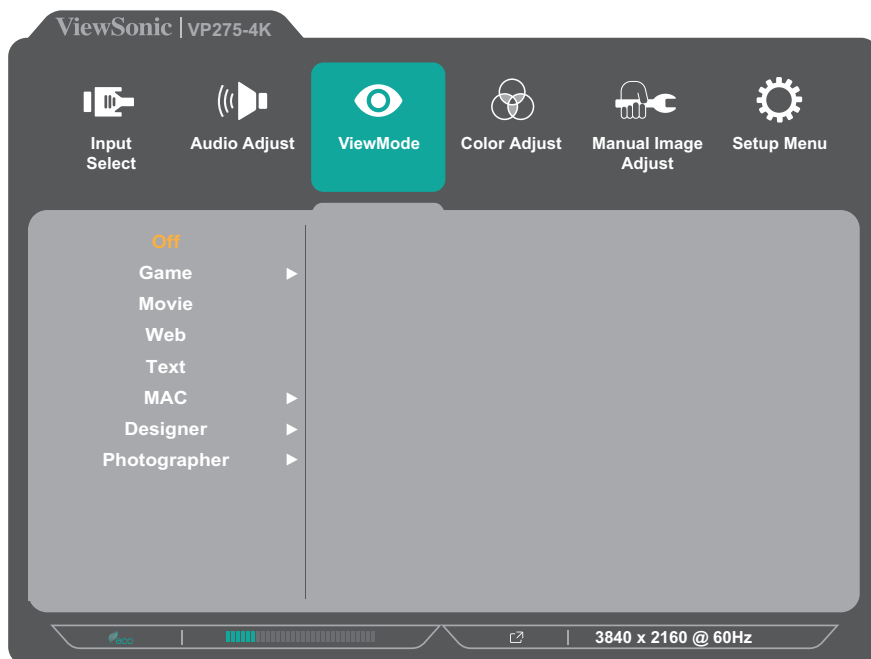 ViewSonic | VP275-4K
Input Select
Audio Adjust
ViewMode
Color Adjust
Manual Image Adjust
Setup Menu
Off
Game
Movie
Web
Text
MAC
Designer
Photographer
eco
3840 x 2160 @ 60Hz